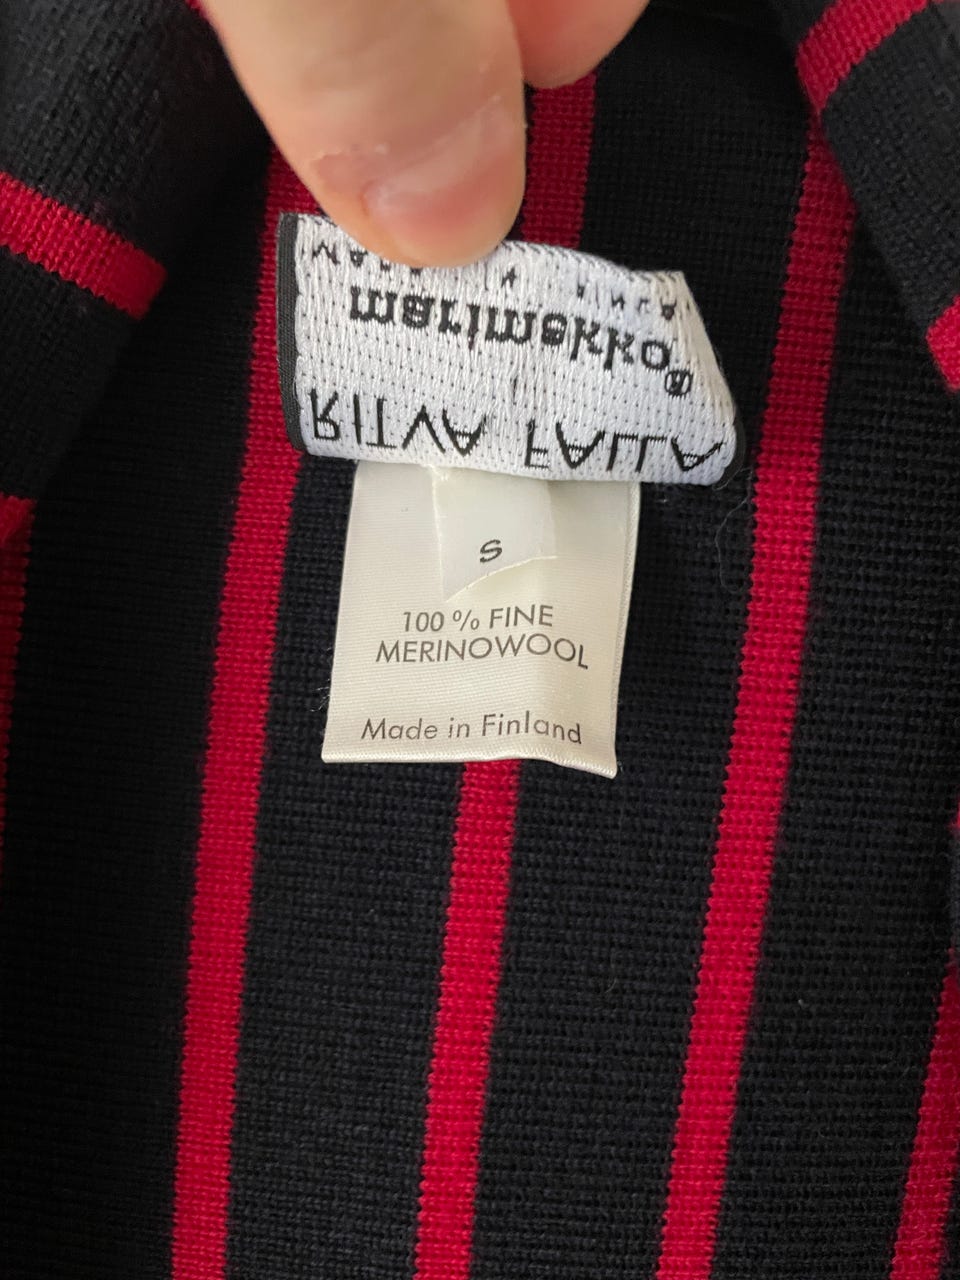 RITVA FALLA
marimekko®
S
100 % FINE
MERINOWOOL
Made in Finland